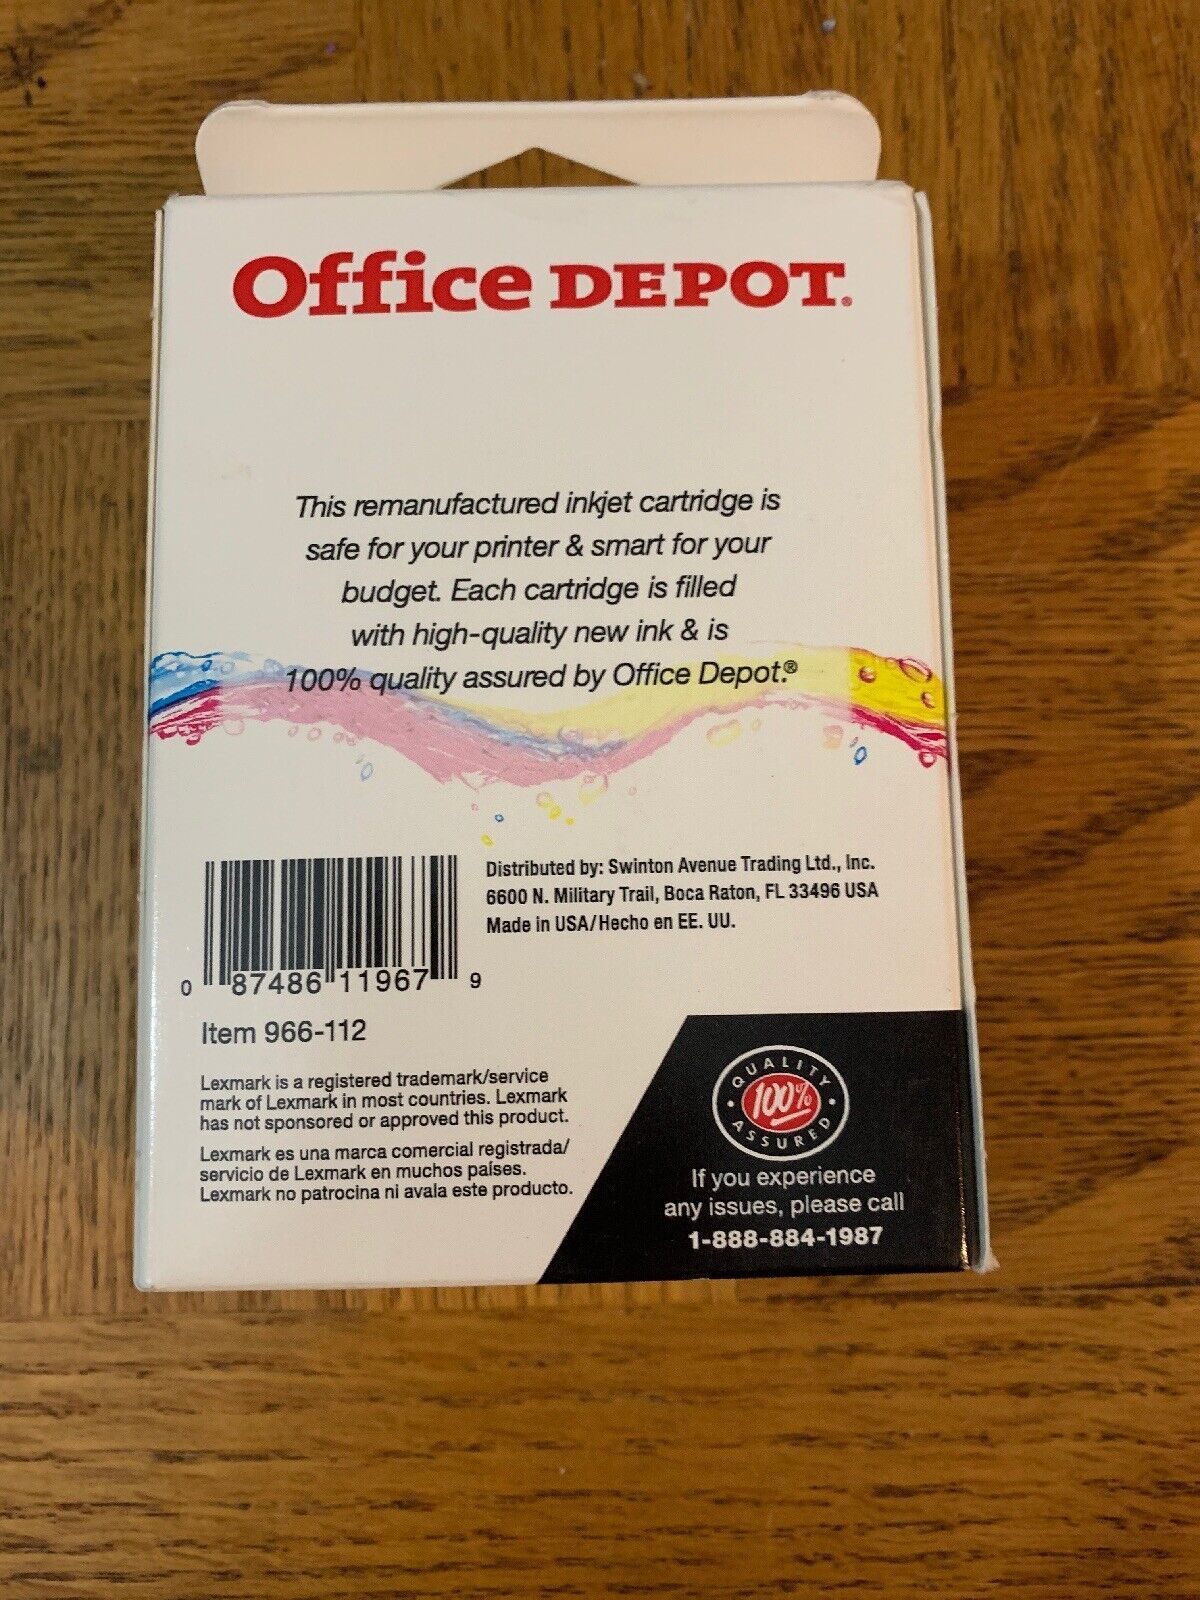 Office DEPOT.
This remanufactured inkjet cartridge is
safe for your printer & smart for your
budget. Each cartridge is filled
with high-quality new ink & is
100% quality assured by Office Depot.®
Distributed by: Swinton Avenue Trading Ltd., Inc.
6600 N. Military Trail, Boca Raton, FL 33496 USA
Made in USA/Hecho en EE. UU.
0 87486 11967 9
Item 966-112
Lexmark is a registered trademark/service
mark of Lexmark in most countries. Lexmark
has not sponsored or approved this product.
Lexmark es una marca comercial registrada/
servicio de Lexmark en muchos países.
Lexmark no patrocina ni avala este producto.
QUALITY
100%
ASSURED
If you experience
any issues, please call
1-888-884-1987